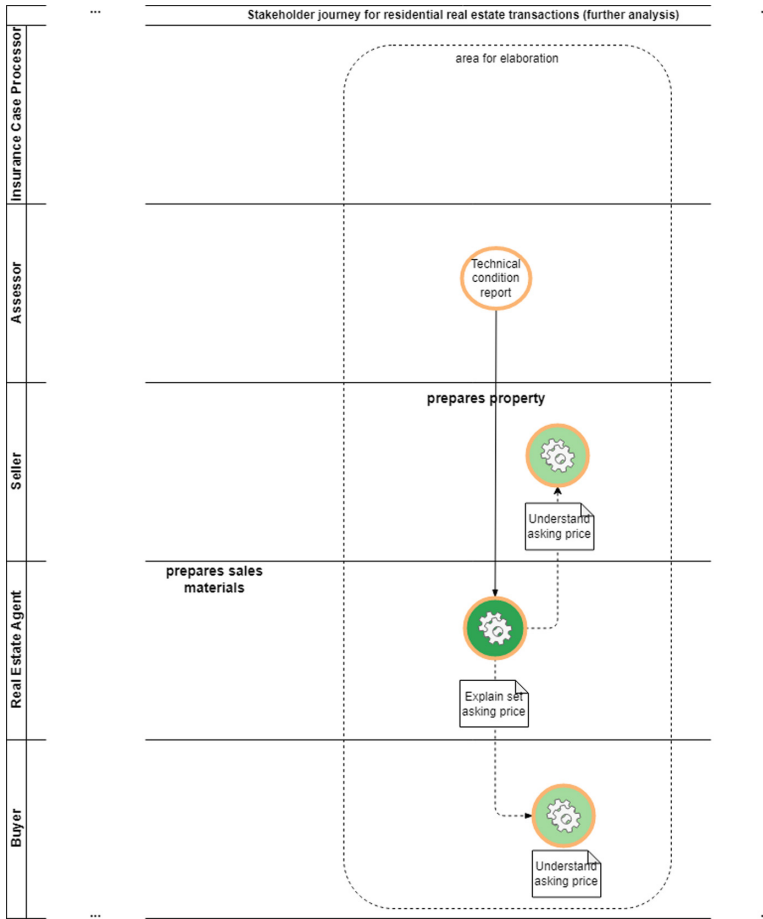 ...
Stakeholder journey for residential real estate transactions (further analysis)
Insurance Case Processor
area for elaboration
Assessor
Technical
condition
report
Seller
prepares property
Understand
asking price
Real Estate Agent
prepares sales
materials
Explain set
asking price
Buyer
Understand
asking price
...